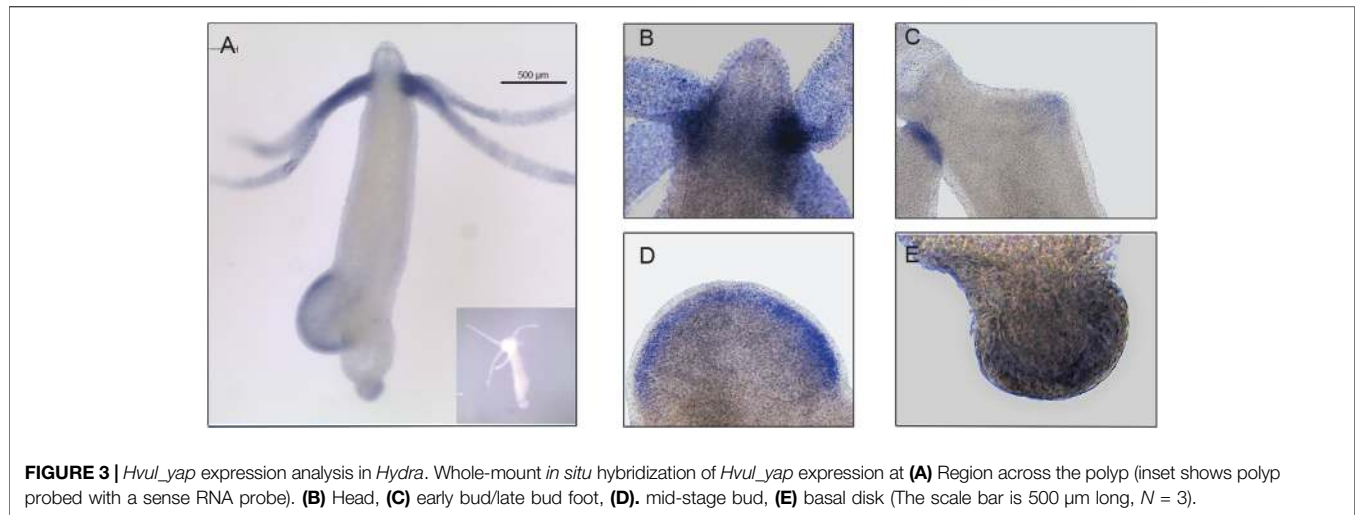 A
500 µm
B
C
D
E
FIGURE 3 | Hvul_yap expression analysis in Hydra. Whole-mount in situ hybridization of Hvul_yap expression at (A) Region across the polyp (inset shows polyp
probed with a sense RNA probe). (B) Head, (C) early bud/late bud foot, (D). mid-stage bud, (E) basal disk (The scale bar is 500 µm long, N = 3).